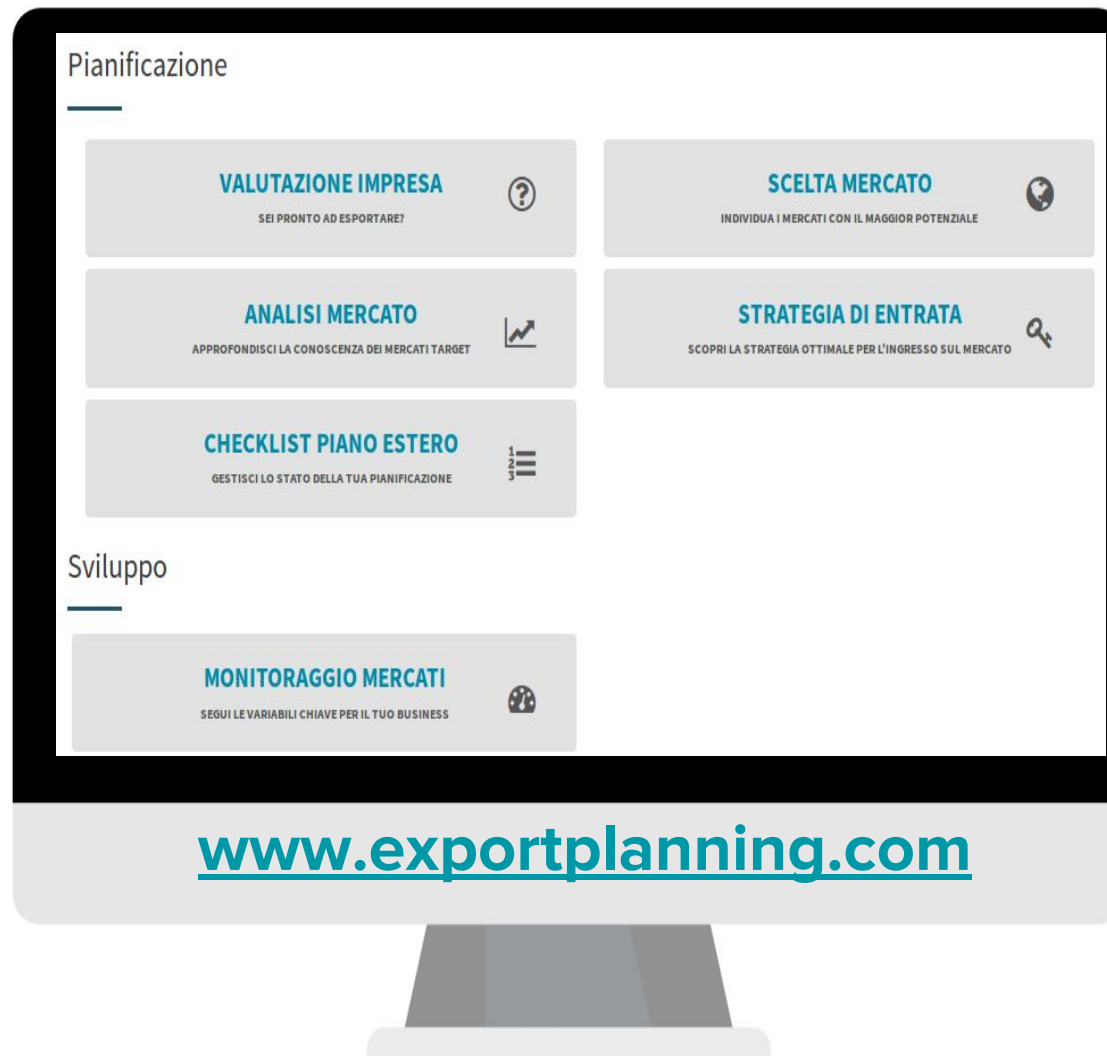 Pianificazione
VALUTAZIONE IMPRESA
SEI PRONTO AD ESPORTARE?
SCELTA MERCATO
INDIVIDUA I MERCATI CON IL MAGGIOR POTENZIALE
ANALISI MERCATO
APPROFONDISCI LA CONOSCENZA DEI MERCATI TARGET
STRATEGIA DI ENTRATA
SCOPRI LA STRATEGIA OTTIMALE PER L'INGRESSO SUL MERCATO
CHECKLIST PIANO ESTERO
GESTISCI LO STATO DELLA TUA PIANIFICAZIONE
Sviluppo
MONITORAGGIO MERCATI
SEGUI LE VARIABILI CHIAVE PER IL TUO BUSINESS
www.exportplanning.com